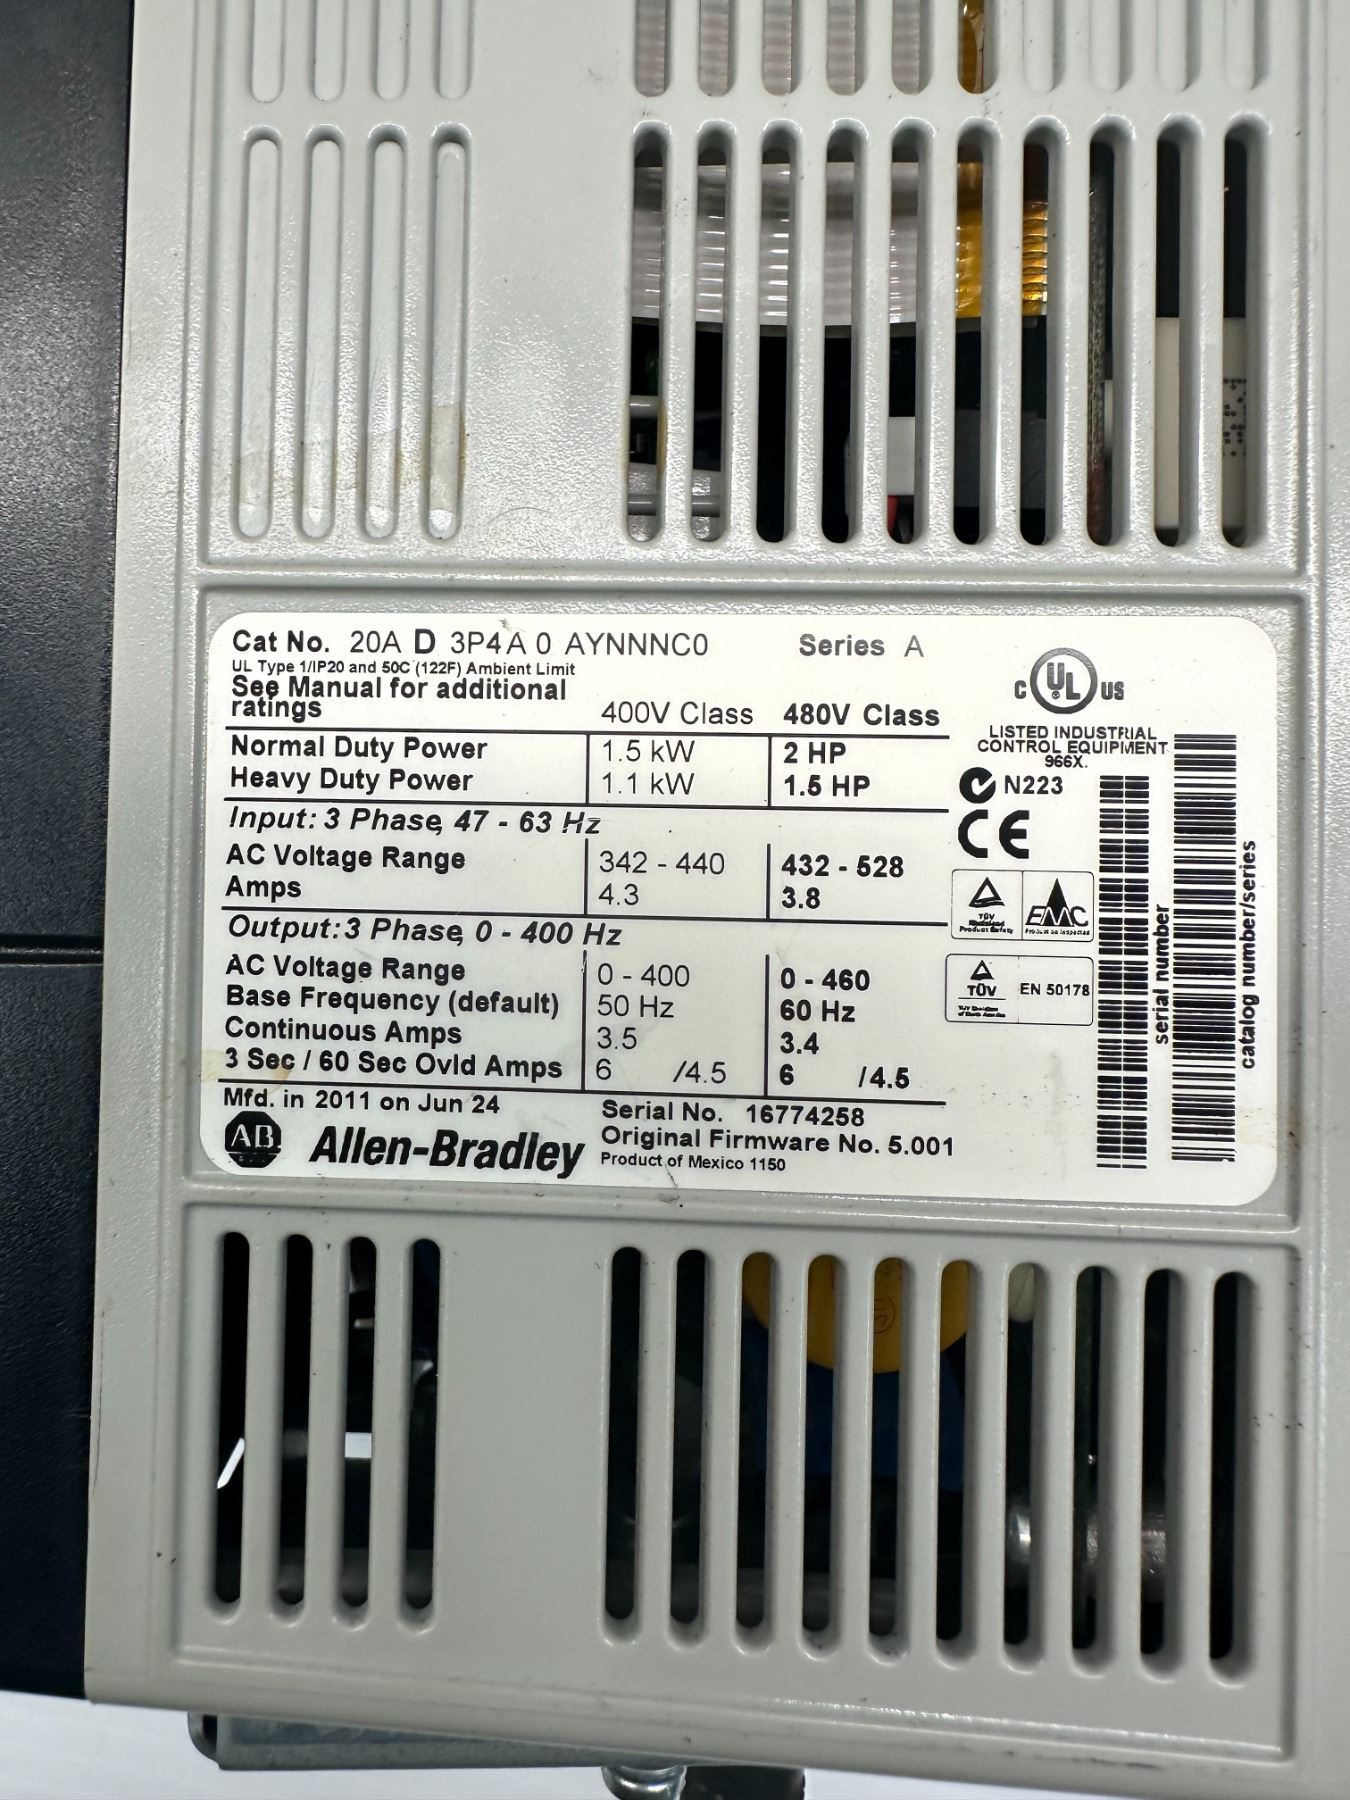 Cat No. 20A D 3P4 A 0 AYNNNC0 Series A
UL Type 1/IP20 and 50C (122F) Ambient Limit
See Manual for additional
ratings
400V Class 480V Class
Normal Duty Power 1.5 kW 2 HP
Heavy Duty Power 1.1 kW 1.5 HP
Input: 3 Phase, 47 - 63 Hz
AC Voltage Range 342 - 440 432 - 528
Amps 4.3 3.8
Output: 3 Phase, 0 - 400 Hz
AC Voltage Range 0 - 400 0 - 460
Base Frequency (default) 50 Hz 60 Hz
Continuous Amps 3.5 3.4
3 Sec / 60 Sec Ovld Amps 6 /4.5 6 /4.5
Mfd. in 2011 on Jun 24
AB Allen-Bradley
Serial No. 16774258
Original Firmware No. 5.001
Product of Mexico 1150
C UL US
LISTED INDUSTRIAL
CONTROL EQUIPMENT
966X.
N223
CE
TÜV
Product Safety
EMC
TÜV
EN 50178
serial number
catalog number/series